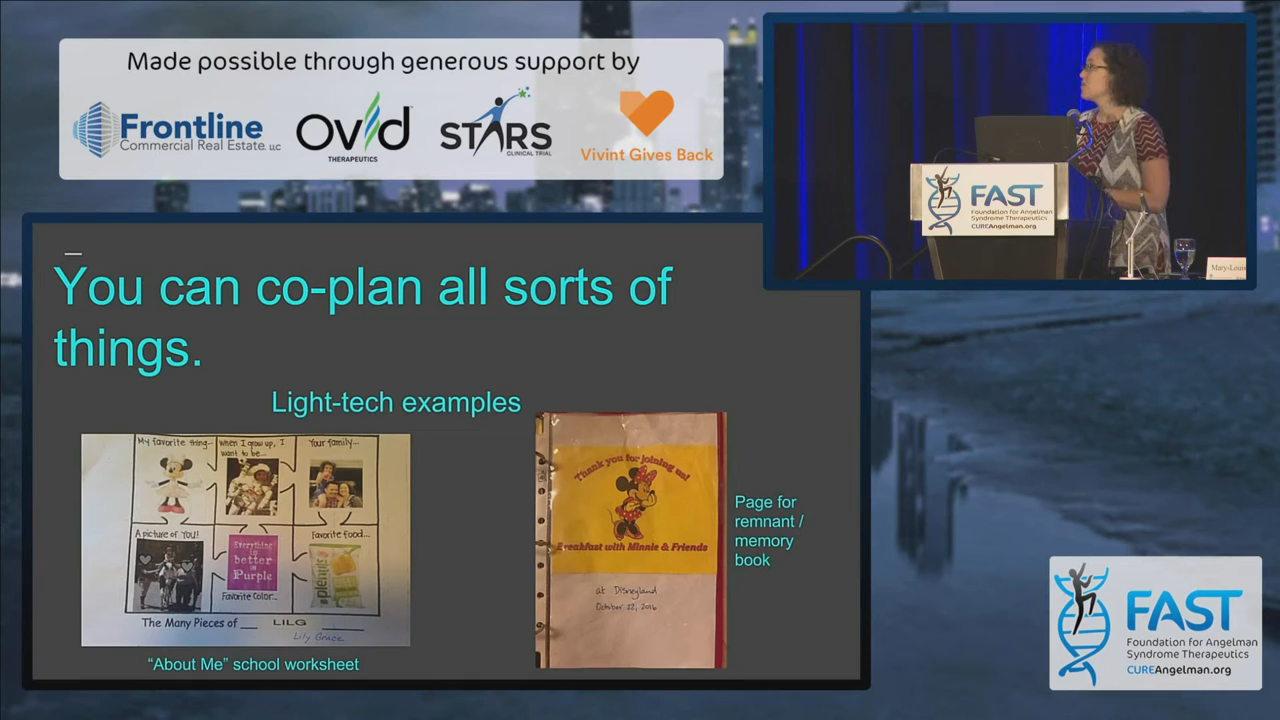 Made possible through generous support by
Frontline
Commercial Real Estate, LLC
OVID
THERAPEUTICS
STARS
CLINICAL TRIAL
Vivint Gives Back
FAST
Foundation for Angelman
Syndrome Therapeutics
CUREAngelman.org
Mary-Louis
You can co-plan all sorts of
things.
Light-tech examples
My favorite thing...
When I grow up, I
want to be...
Your family...
A picture of You!
Everything
is
better
in
Purple
Favorite Color...
Favorite food...
The Many Pieces of ___ LILG ___
Lily Grace
"About Me" school worksheet
Thank you for joining us!
Breakfast with Minnie & Friends
at Disneyland
October 22, 2016
Page for
remnant /
memory
book
FAST
Foundation for Angelman
Syndrome Therapeutics
CUREAngelman.org